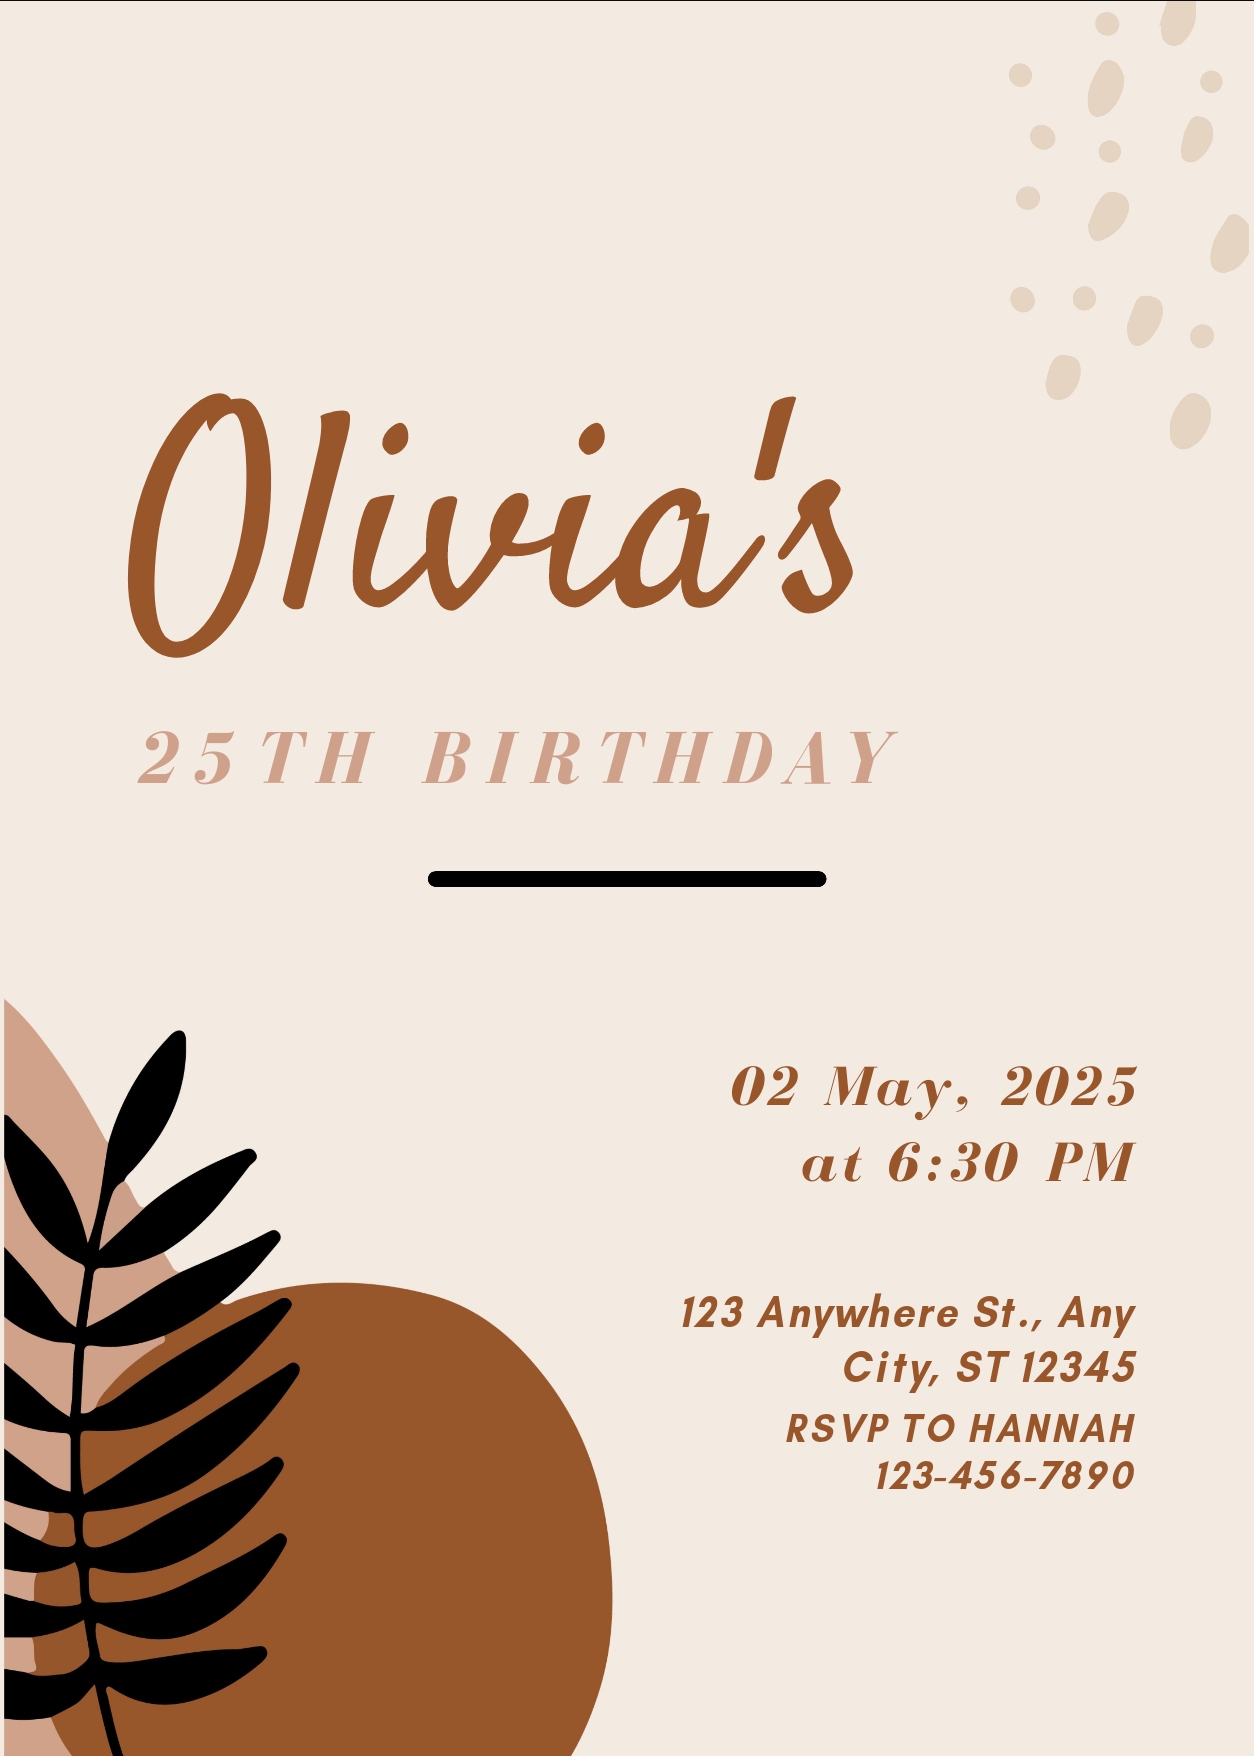 Olivia's
25TH BIRTHDAY
02 May, 2025
at 6:30 PM
123 Anywhere St., Any
City, ST 12345
RSVP TO HANNAH
123-456-7890